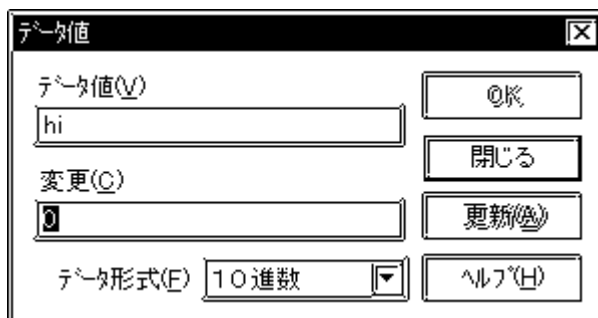 ﾃﾞｰﾀ値
ﾃﾞｰﾀ値(V)
hi
OK
閉じる
変更(C)
0
更新(A)
ﾃﾞｰﾀ形式(F) １０進数
ﾍﾙﾌﾟ(H)